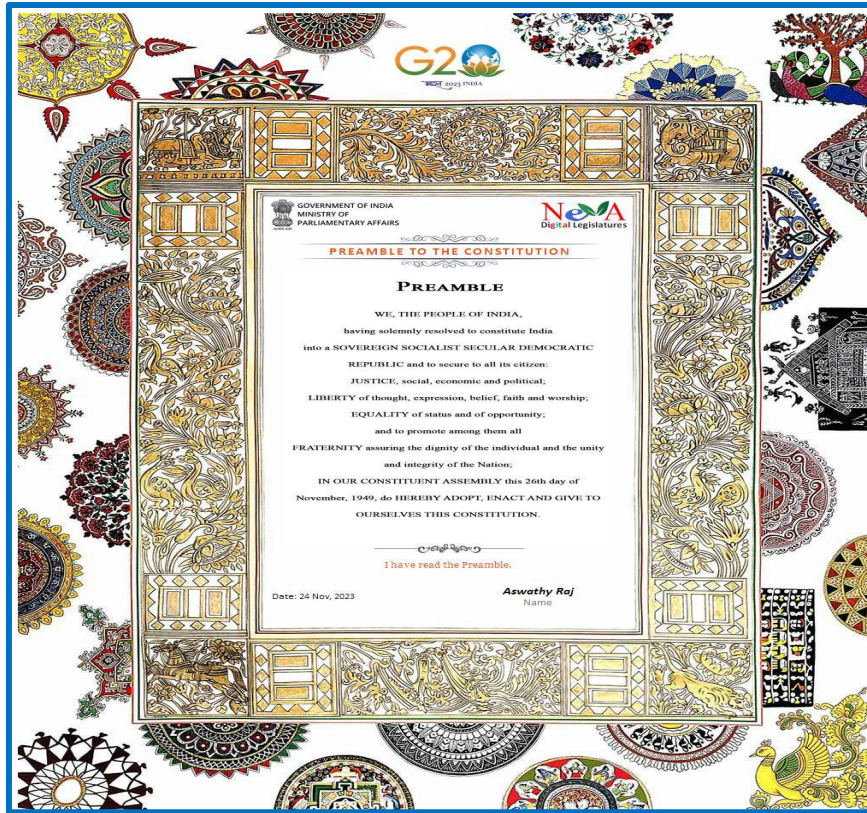 G20
भारत 2023 INDIA
GOVERNMENT OF INDIA
MINISTRY OF
PARLIAMENTARY AFFAIRS
NeVA
Digital Legislatures
PREAMBLE TO THE CONSTITUTION
PREAMBLE
WE, THE PEOPLE OF INDIA,
having solemnly resolved to constitute India
into a SOVEREIGN SOCIALIST SECULAR DEMOCRATIC
REPUBLIC and to secure to all its citizen:
JUSTICE, social, economic and political;
LIBERTY of thought, expression, belief, faith and worship;
EQUALITY of status and of opportunity;
and to promote among them all
FRATERNITY assuring the dignity of the individual and the unity
and integrity of the Nation;
IN OUR CONSTITUENT ASSEMBLY this 26th day of
November, 1949, do HEREBY ADOPT, ENACT AND GIVE TO
OURSELVES THIS CONSTITUTION.
I have read the Preamble.
Date: 24 Nov, 2023
Aswathy Raj
Name